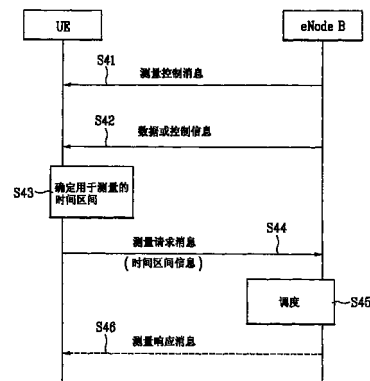 UE
eNode B
S41
测量控制消息
S42
数据或控制信息
S43
确定用于测量的
时间区间
测量请求消息
S44
(时间区间信息)
调度
S45
S46
测量响应消息